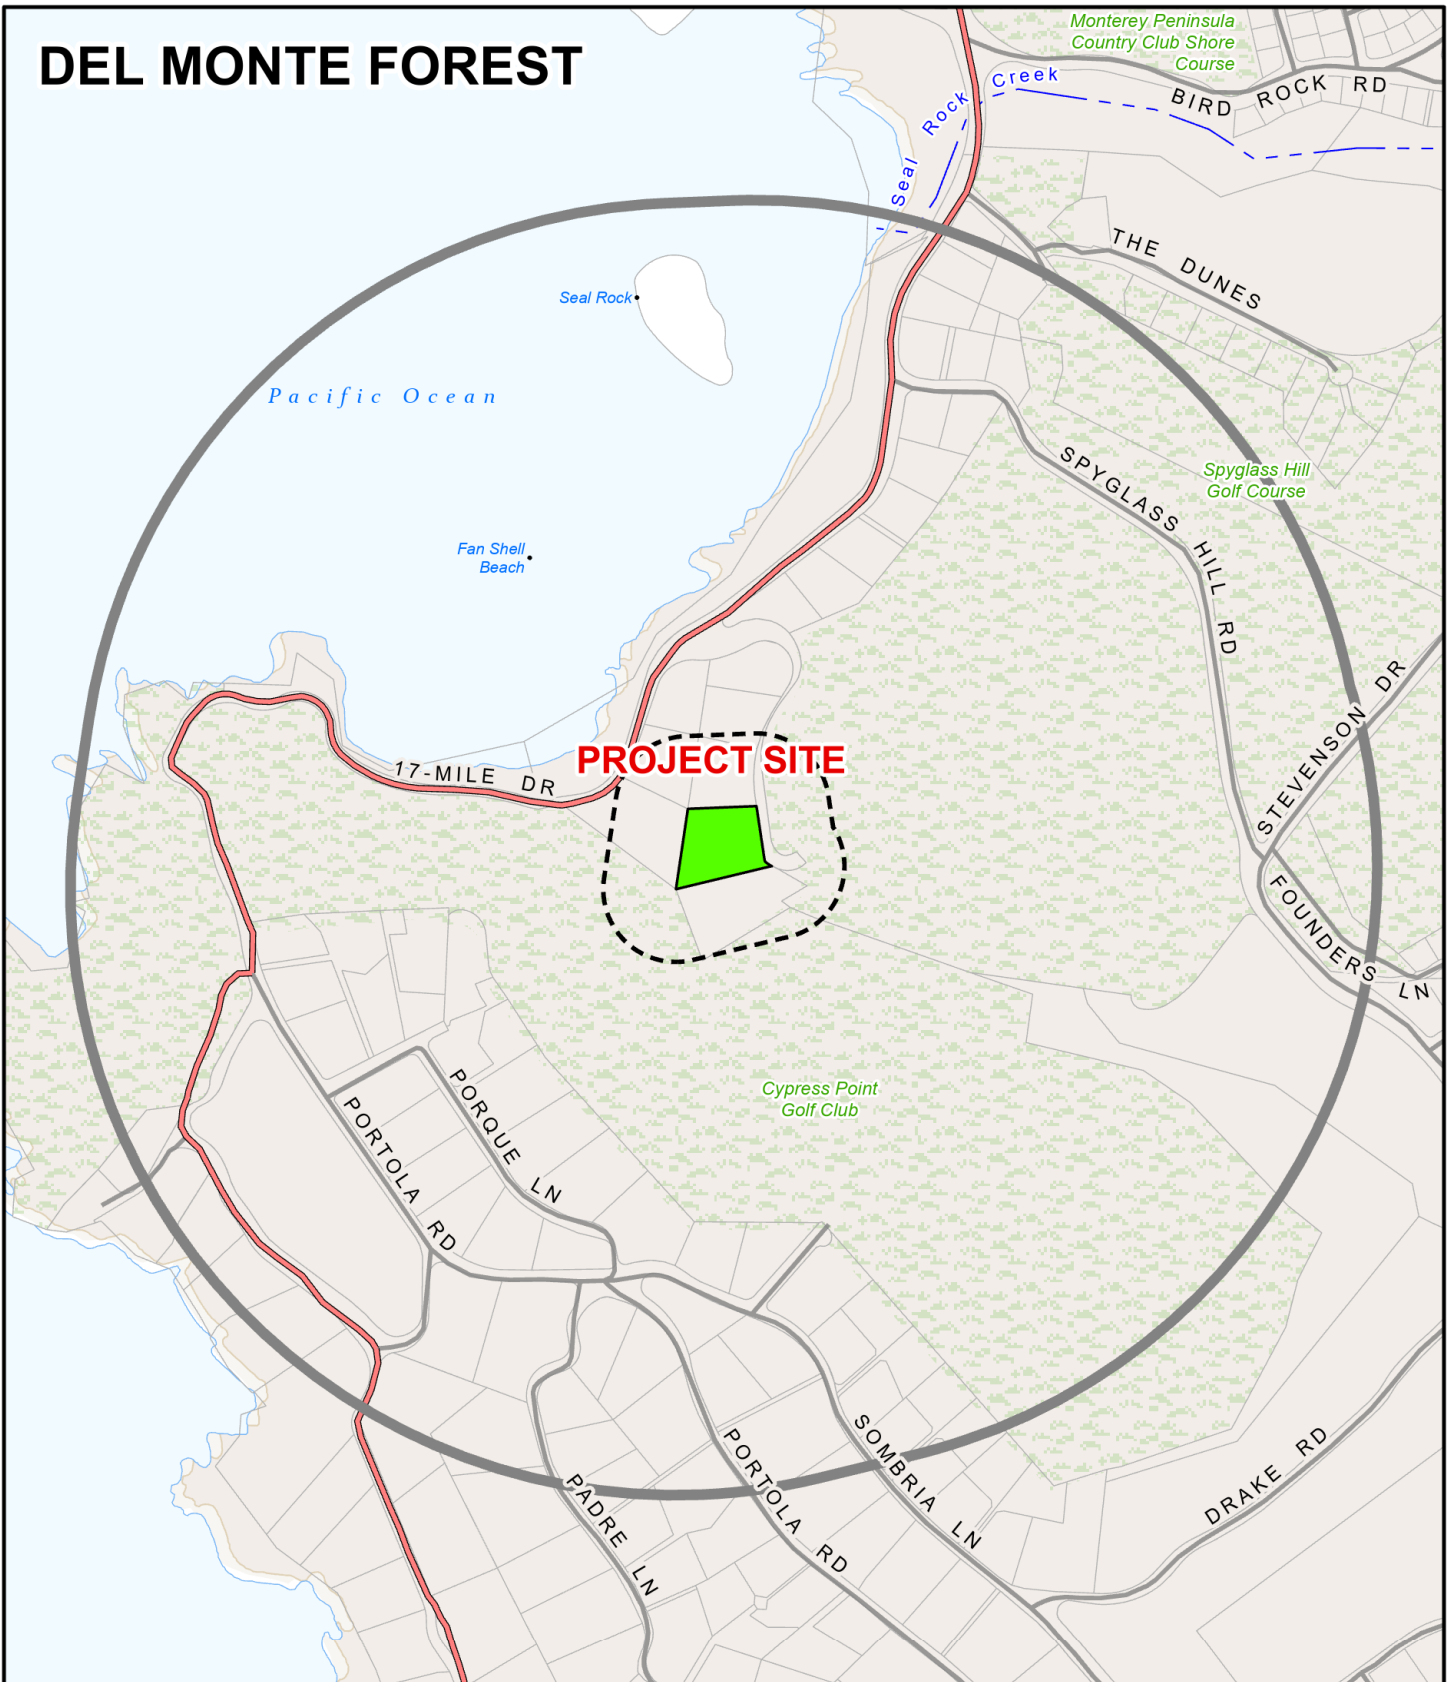 DEL MONTE FOREST
Monterey Peninsula
Country Club Shore
Course
BIRD ROCK RD
Seal Rock Creek
THE DUNES
Seal Rock
Pacific Ocean
SPYGLASS HILL RD
Spyglass Hill
Golf Course
Fan Shell
Beach
STEVENSON DR
PROJECT SITE
17-MILE DR
FOUNDERS LN
Cypress Point
Golf Club
PORQUE LN
PORTOLA RD
SOMBRIA LN
PORTOLA RD
DRAKE RD
PADRE LN